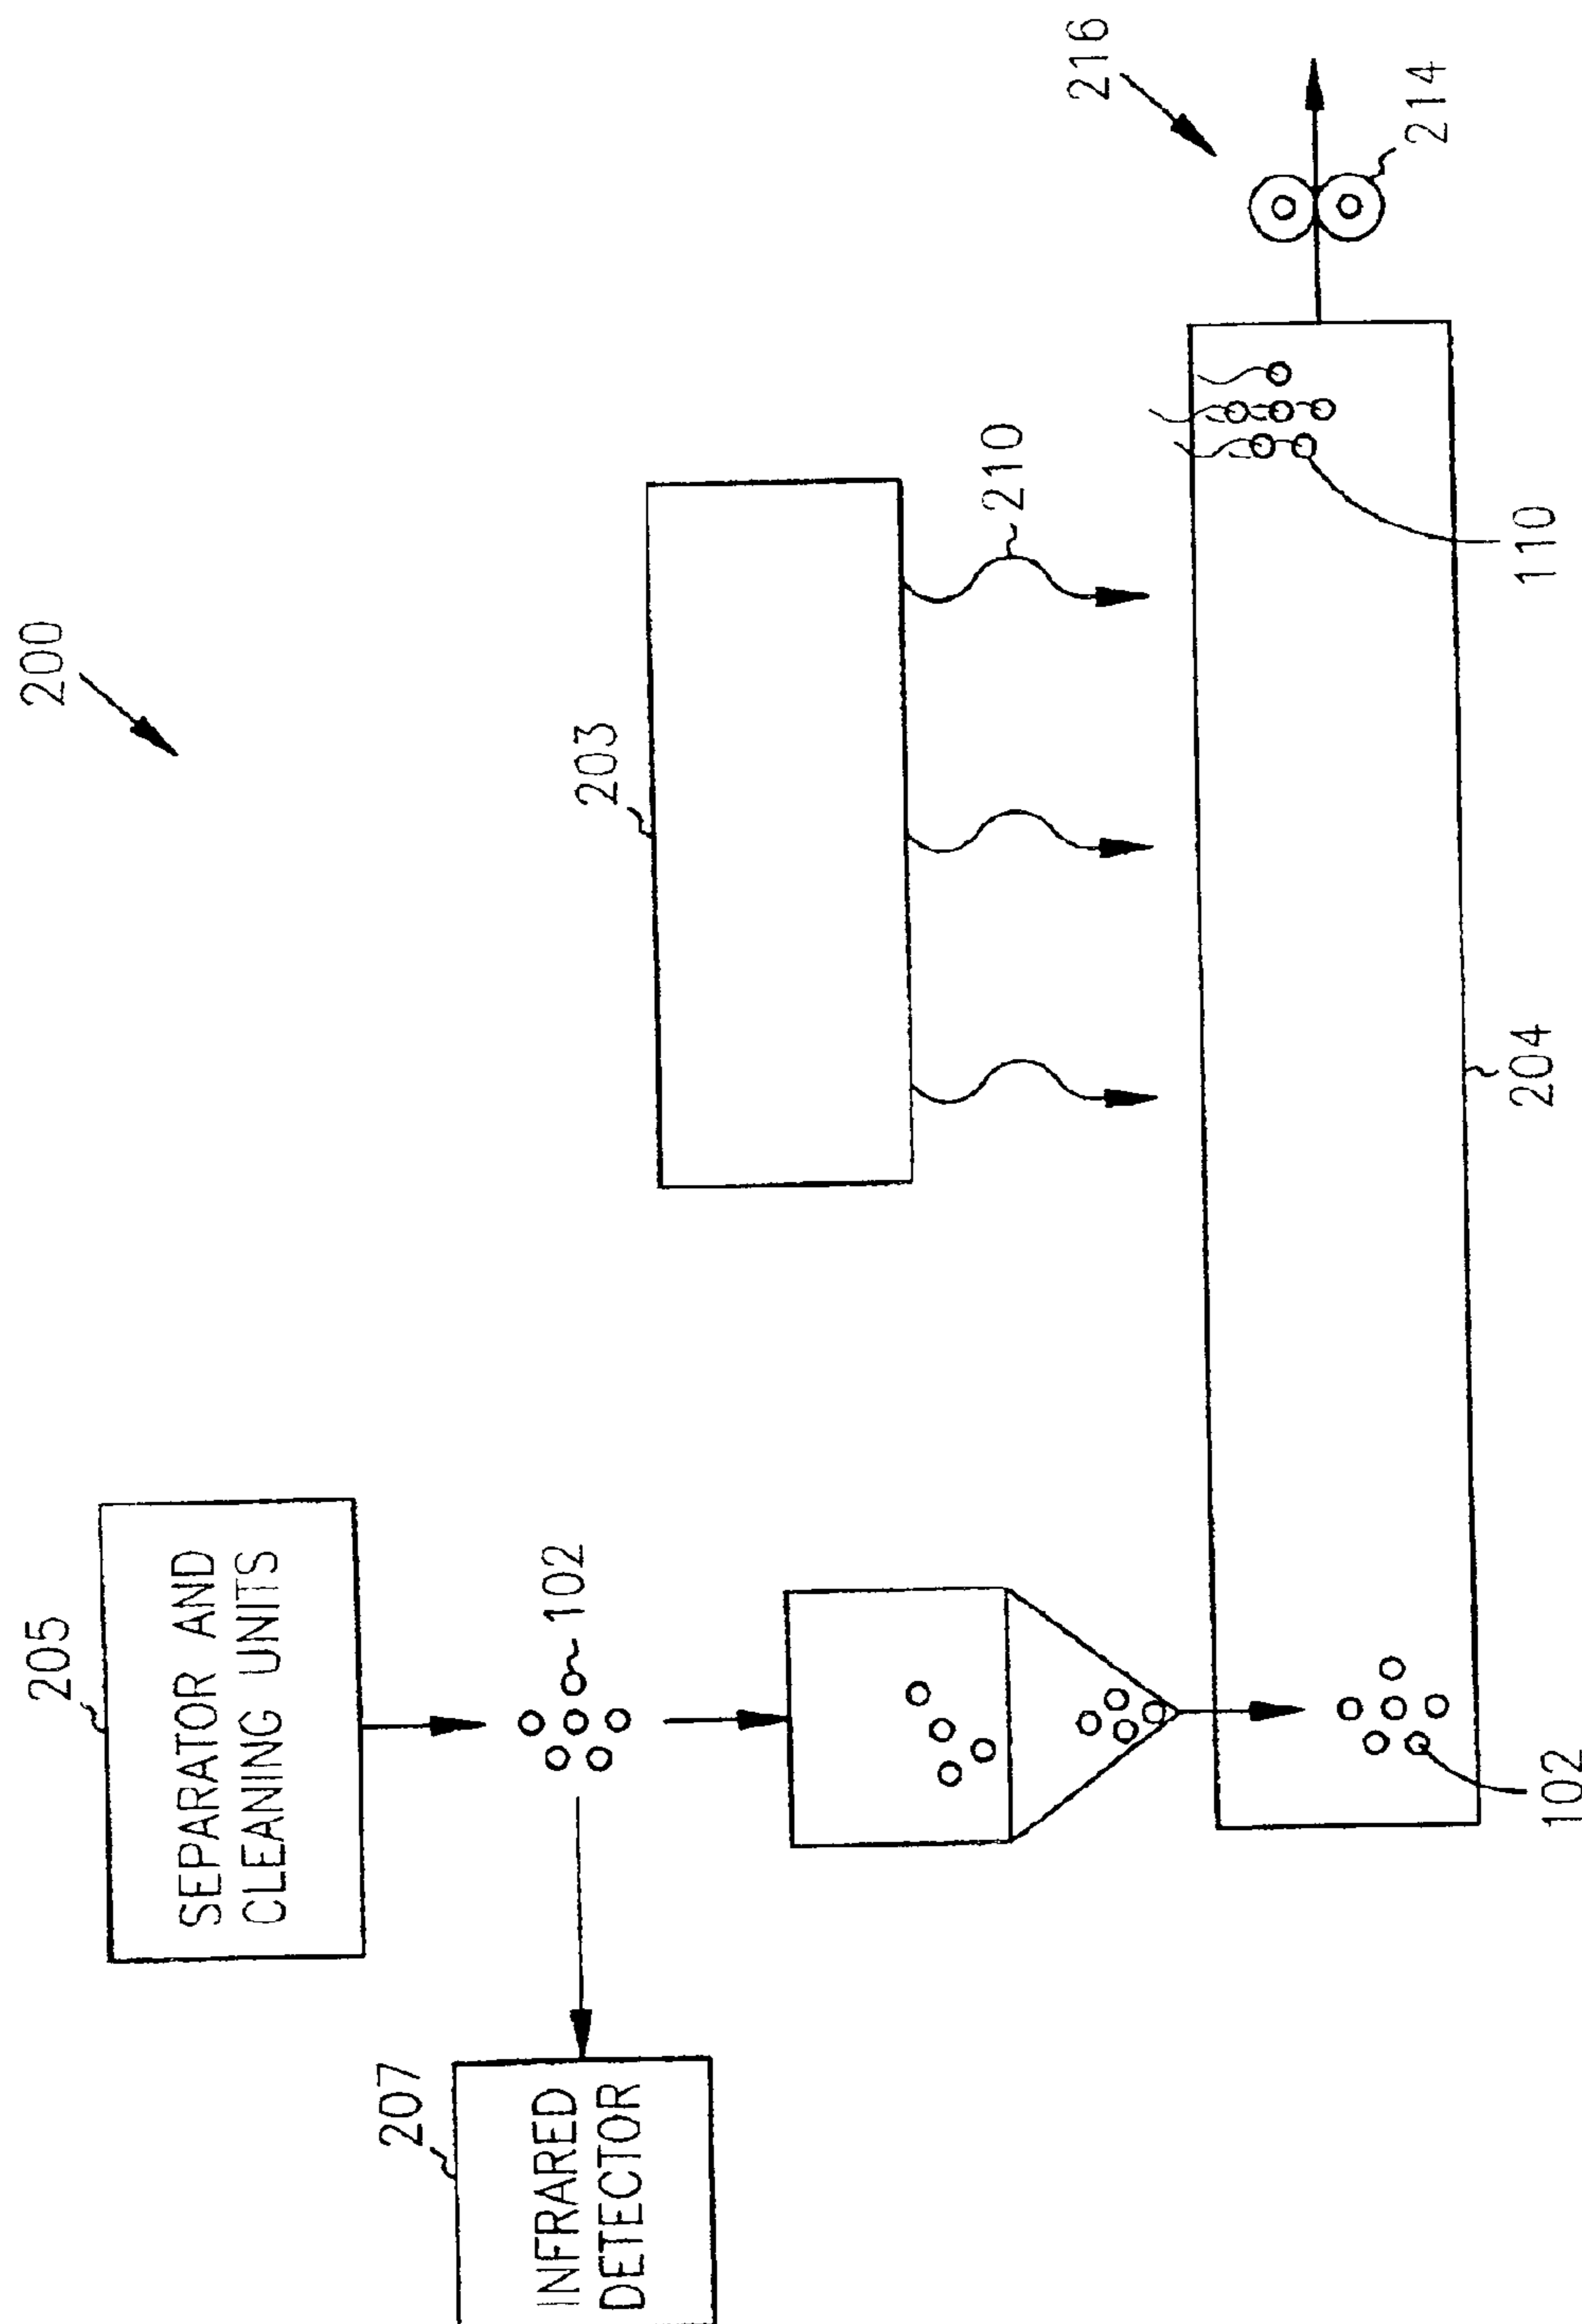 200
205
SEPARATOR AND
CLEANING UNITS
207
INFRARED
DETECTOR
102
203
210
216
214
110
204
102